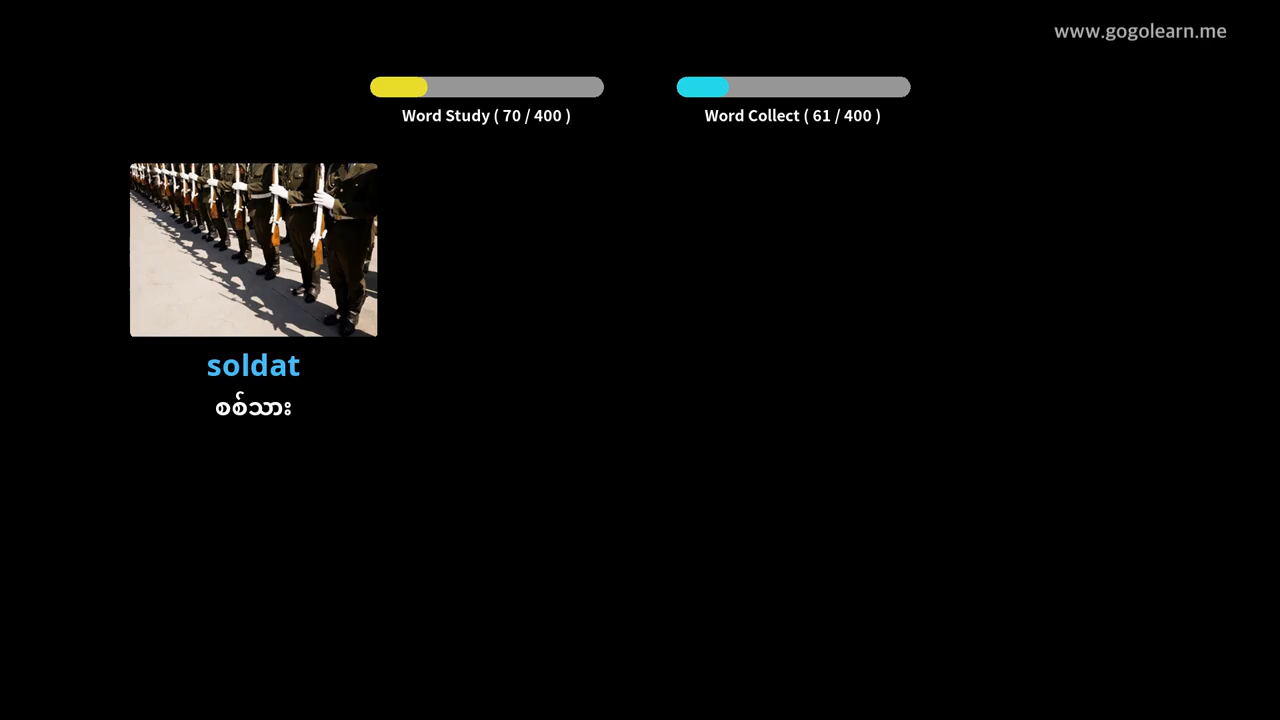 www.gogolearn.me
Word Study ( 70 / 400 )
Word Collect ( 61 / 400 )
soldat
စစ်သား